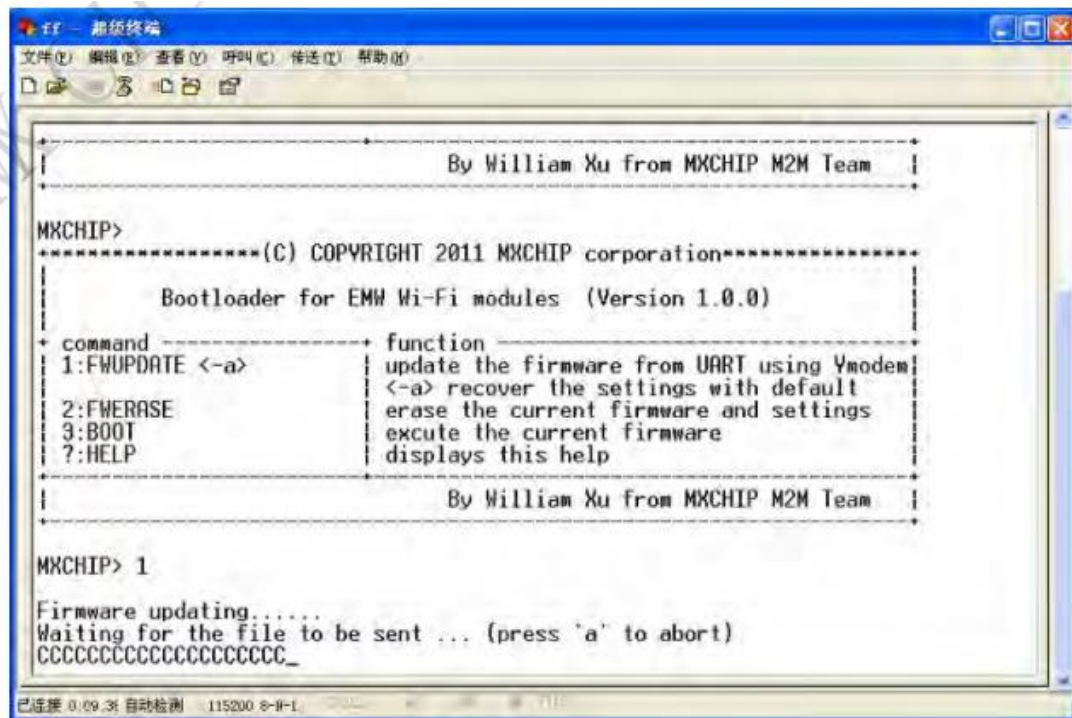 ff - 超级终端
文件(F) 编辑(E) 查看(V) 呼叫(C) 传送(T) 帮助(H)
By William Xu from MXCHIP M2M Team
MXCHIP>
(C) COPYRIGHT 2011 MXCHIP corporation
Bootloader for EMW Wi-Fi modules (Version 1.0.0)
command function
1:FWUPDATE <-a> update the firmware from UART using Ymodem
<-a> recover the settings with default
2:FWERASE erase the current firmware and settings
3:BOOT excute the current firmware
?:HELP displays this help
By William Xu from MXCHIP M2M Team
MXCHIP> 1
Firmware updating......
Waiting for the file to be sent ... (press 'a' to abort)
CCCCCCCCCCCCCCCCCCCCC_
已连接 0:09:3 自动检测 115200 8-N-1